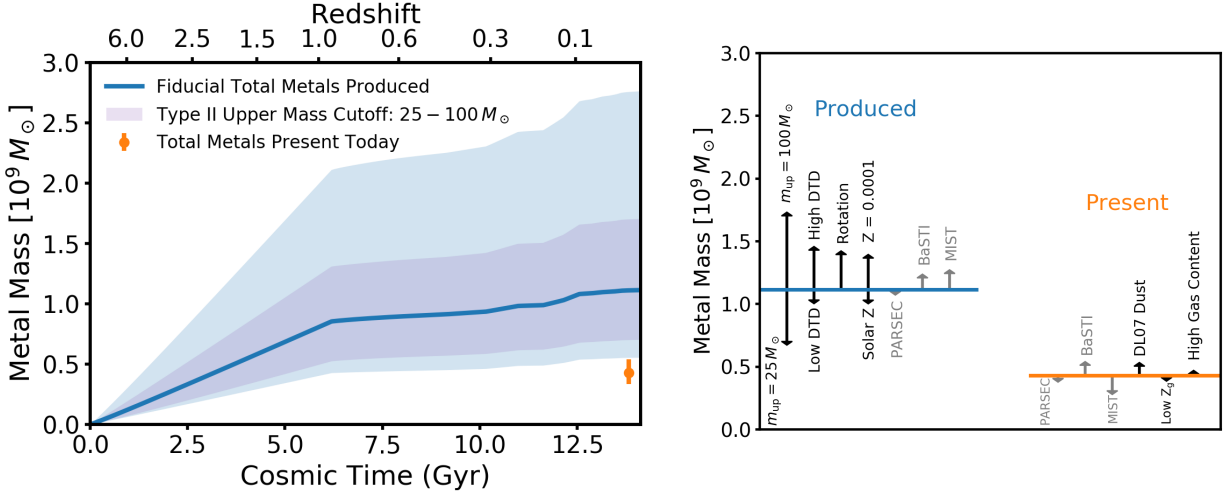 Redshift
6.0 2.5 1.5 1.0 0.6 0.3 0.1
3.0
2.5
2.0
1.5
1.0
0.5
0.0
Metal Mass [10⁹ M⊙]
Fiducial Total Metals Produced
Type II Upper Mass Cutoff: 25 − 100 M⊙
Total Metals Present Today
0.0 2.5 5.0 7.5 10.0 12.5
Cosmic Time (Gyr)
3.0
2.5
2.0
1.5
1.0
0.5
0.0
Metal Mass [10⁹ M⊙]
Produced
m_up = 100 M⊙
High DTD
Rotation
Z = 0.0001
BaSTI
MIST
m_up = 25 M⊙
Low DTD
Solar Z
PARSEC
Present
BaSTI
DL07 Dust
High Gas Content
PARSEC
MIST
Low Z_g